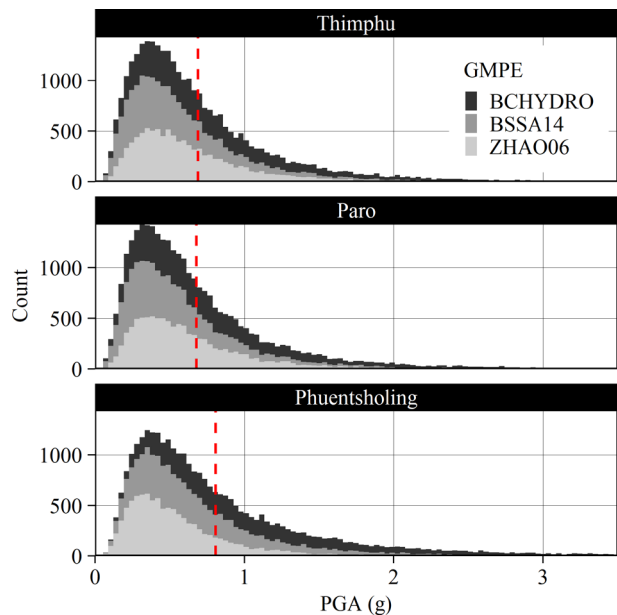 Thimphu
1000
500
0
GMPE
BCHYDRO
BSSA14
ZHAO06
Paro
1000
500
0
Count
Phuentsholing
1000
500
0
0 1 2 3
PGA (g)